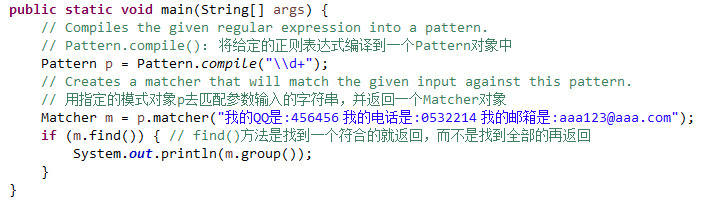 public static void main(String[] args) {
// Compiles the given regular expression into a pattern.
// Pattern.compile(): 将给定的正则表达式编译到一个Pattern对象中
Pattern p = Pattern.compile("\\d+");
// Creates a matcher that will match the given input against this pattern.
// 用指定的模式对象p去匹配参数输入的字符串，并返回一个Matcher对象
Matcher m = p.matcher("我的QQ是:456456 我的电话是:0532214 我的邮箱是:aaa123@aaa.com");
if (m.find()) { // find()方法是找到一个符合的就返回，而不是找到全部的再返回
System.out.println(m.group());
}
}